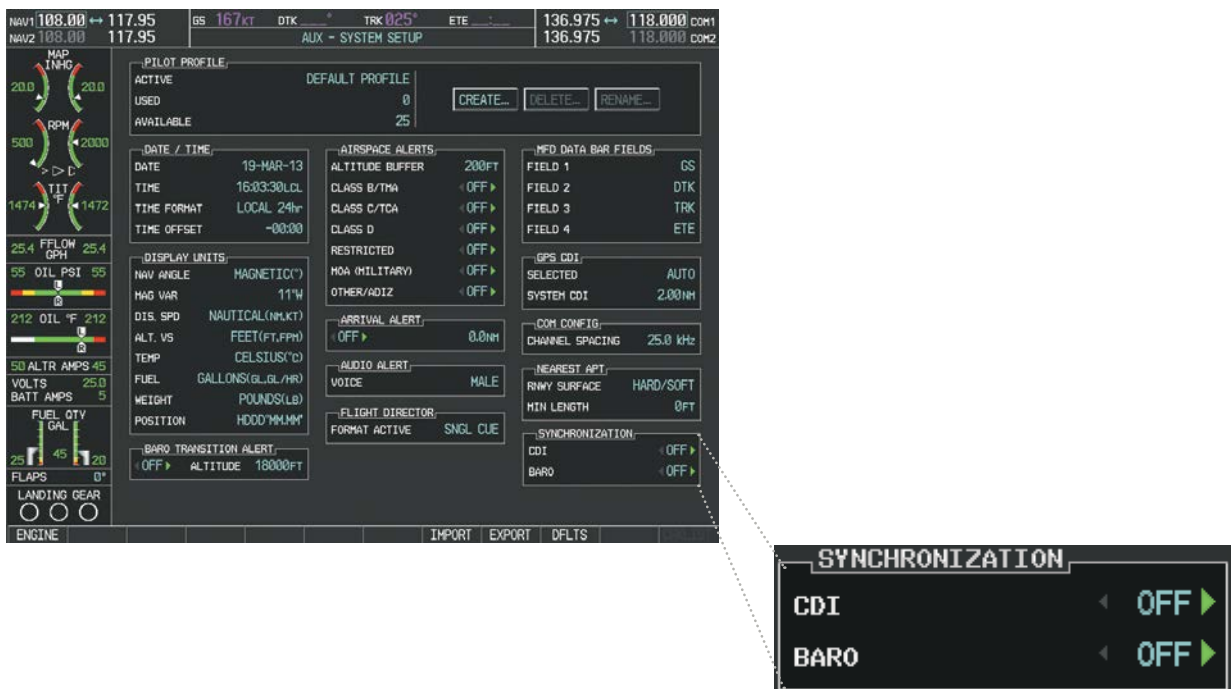 NAV1 108.00 ↔ 117.95
NAV2 108.00 117.95
GS 167KT DTK ___° TRK 025° ETE __:__
AUX - SYSTEM SETUP
136.975 ↔ 118.000 COM1
136.975 118.000 COM2
MAP
INHG
20.0 20.0
RPM
500 2000
TIT
°F
1474 1472
25.4 FFLOW GPH 25.4
55 OIL PSI 55
L
R
212 OIL °F 212
L
R
50 ALTR AMPS 45
VOLTS 25.0
BATT AMPS 5
FUEL QTY
GAL
25 45 20
FLAPS 0°
LANDING GEAR
PILOT PROFILE
ACTIVE DEFAULT PROFILE
USED 0
AVAILABLE 25
CREATE… DELETE… RENAME…
DATE / TIME
DATE 19-MAR-13
TIME 16:03:30LCL
TIME FORMAT LOCAL 24hr
TIME OFFSET -00:00
DISPLAY UNITS
NAV ANGLE MAGNETIC(°)
MAG VAR 11°W
DIS, SPD NAUTICAL(NM,KT)
ALT, VS FEET(FT,FPM)
TEMP CELSIUS(°C)
FUEL GALLONS(GL,GL/HR)
WEIGHT POUNDS(LB)
POSITION HDDD°MM.MM'
BARO TRANSITION ALERT
OFF ALTITUDE 18000FT
AIRSPACE ALERTS
ALTITUDE BUFFER 200FT
CLASS B/TMA OFF
CLASS C/TCA OFF
CLASS D OFF
RESTRICTED OFF
MOA (MILITARY) OFF
OTHER/ADIZ OFF
ARRIVAL ALERT
OFF 0.0NM
AUDIO ALERT
VOICE MALE
FLIGHT DIRECTOR
FORMAT ACTIVE SNGL CUE
MFD DATA BAR FIELDS
FIELD 1 GS
FIELD 2 DTK
FIELD 3 TRK
FIELD 4 ETE
GPS CDI
SELECTED AUTO
SYSTEM CDI 2.00NM
COM CONFIG
CHANNEL SPACING 25.0 kHz
NEAREST APT
RNWY SURFACE HARD/SOFT
MIN LENGTH 0FT
SYNCHRONIZATION
CDI OFF
BARO OFF
ENGINE IMPORT EXPORT DFLTS
SYNCHRONIZATION
CDI OFF
BARO OFF